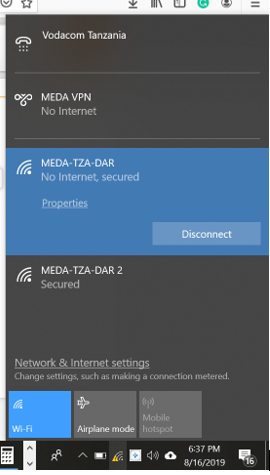 Vodacom Tanzania
MEDA VPN
No Internet
MEDA-TZA-DAR
No Internet, secured
Properties
Disconnect
MEDA-TZA-DAR 2
Secured
Network & Internet settings
Change settings, such as making a connection metered.
Wi-Fi
Airplane mode
Mobile
hotspot
6:37 PM
8/16/2019
16